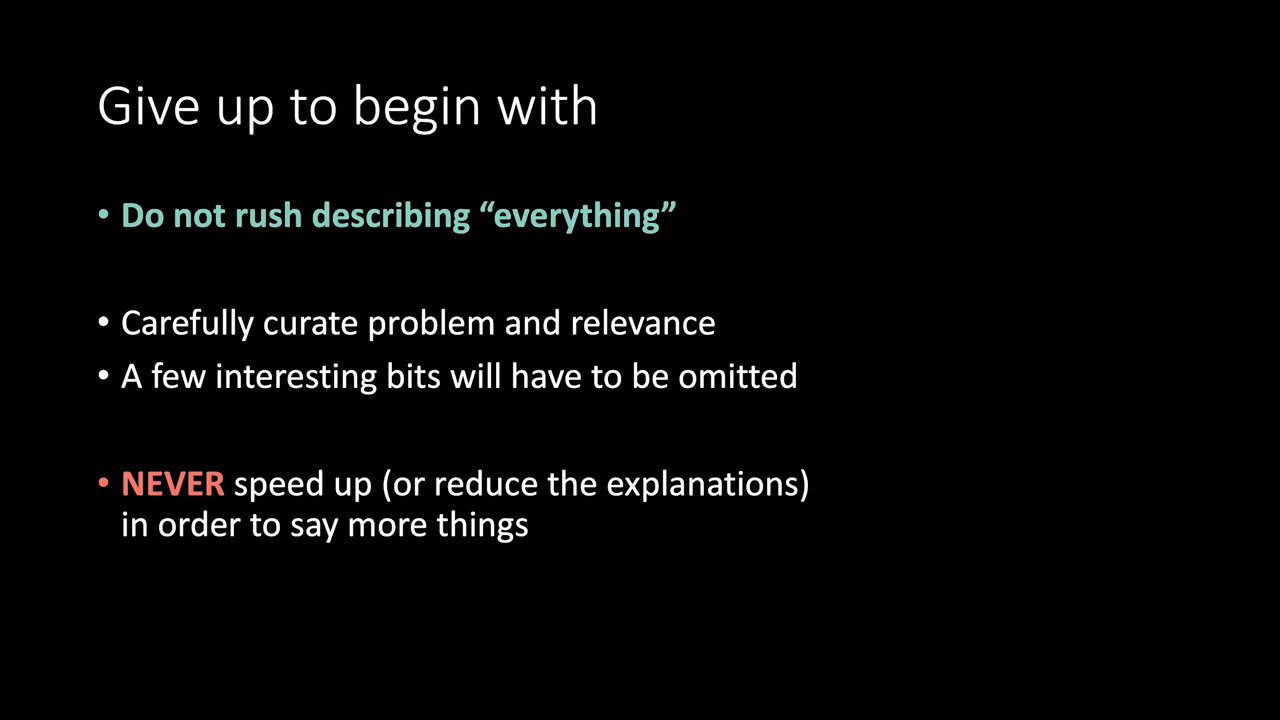 Give up to begin with
• Do not rush describing “everything”
• Carefully curate problem and relevance
• A few interesting bits will have to be omitted
• NEVER speed up (or reduce the explanations)
in order to say more things